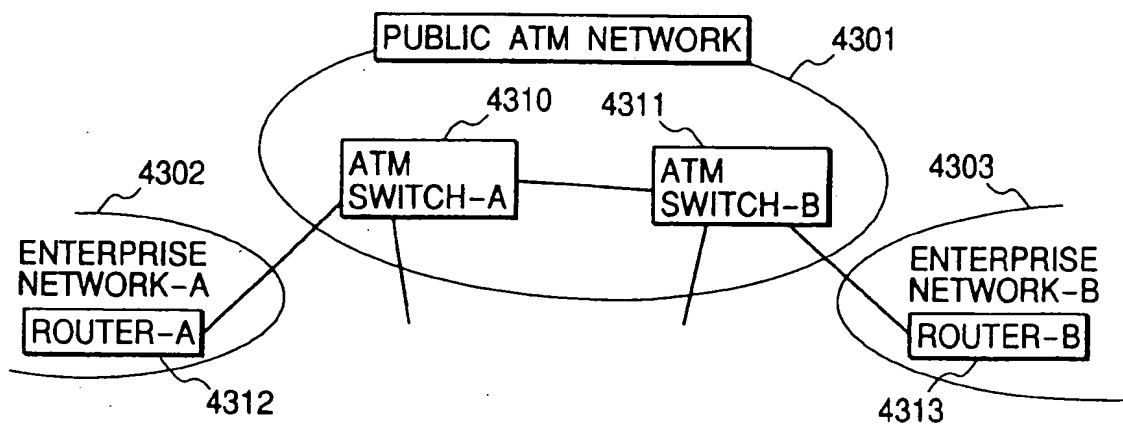 PUBLIC ATM NETWORK
4301
4310
4311
ATM
SWITCH-A
ATM
SWITCH-B
4302
4303
ENTERPRISE
NETWORK-A
ROUTER-A
ENTERPRISE
NETWORK-B
ROUTER-B
4312
4313